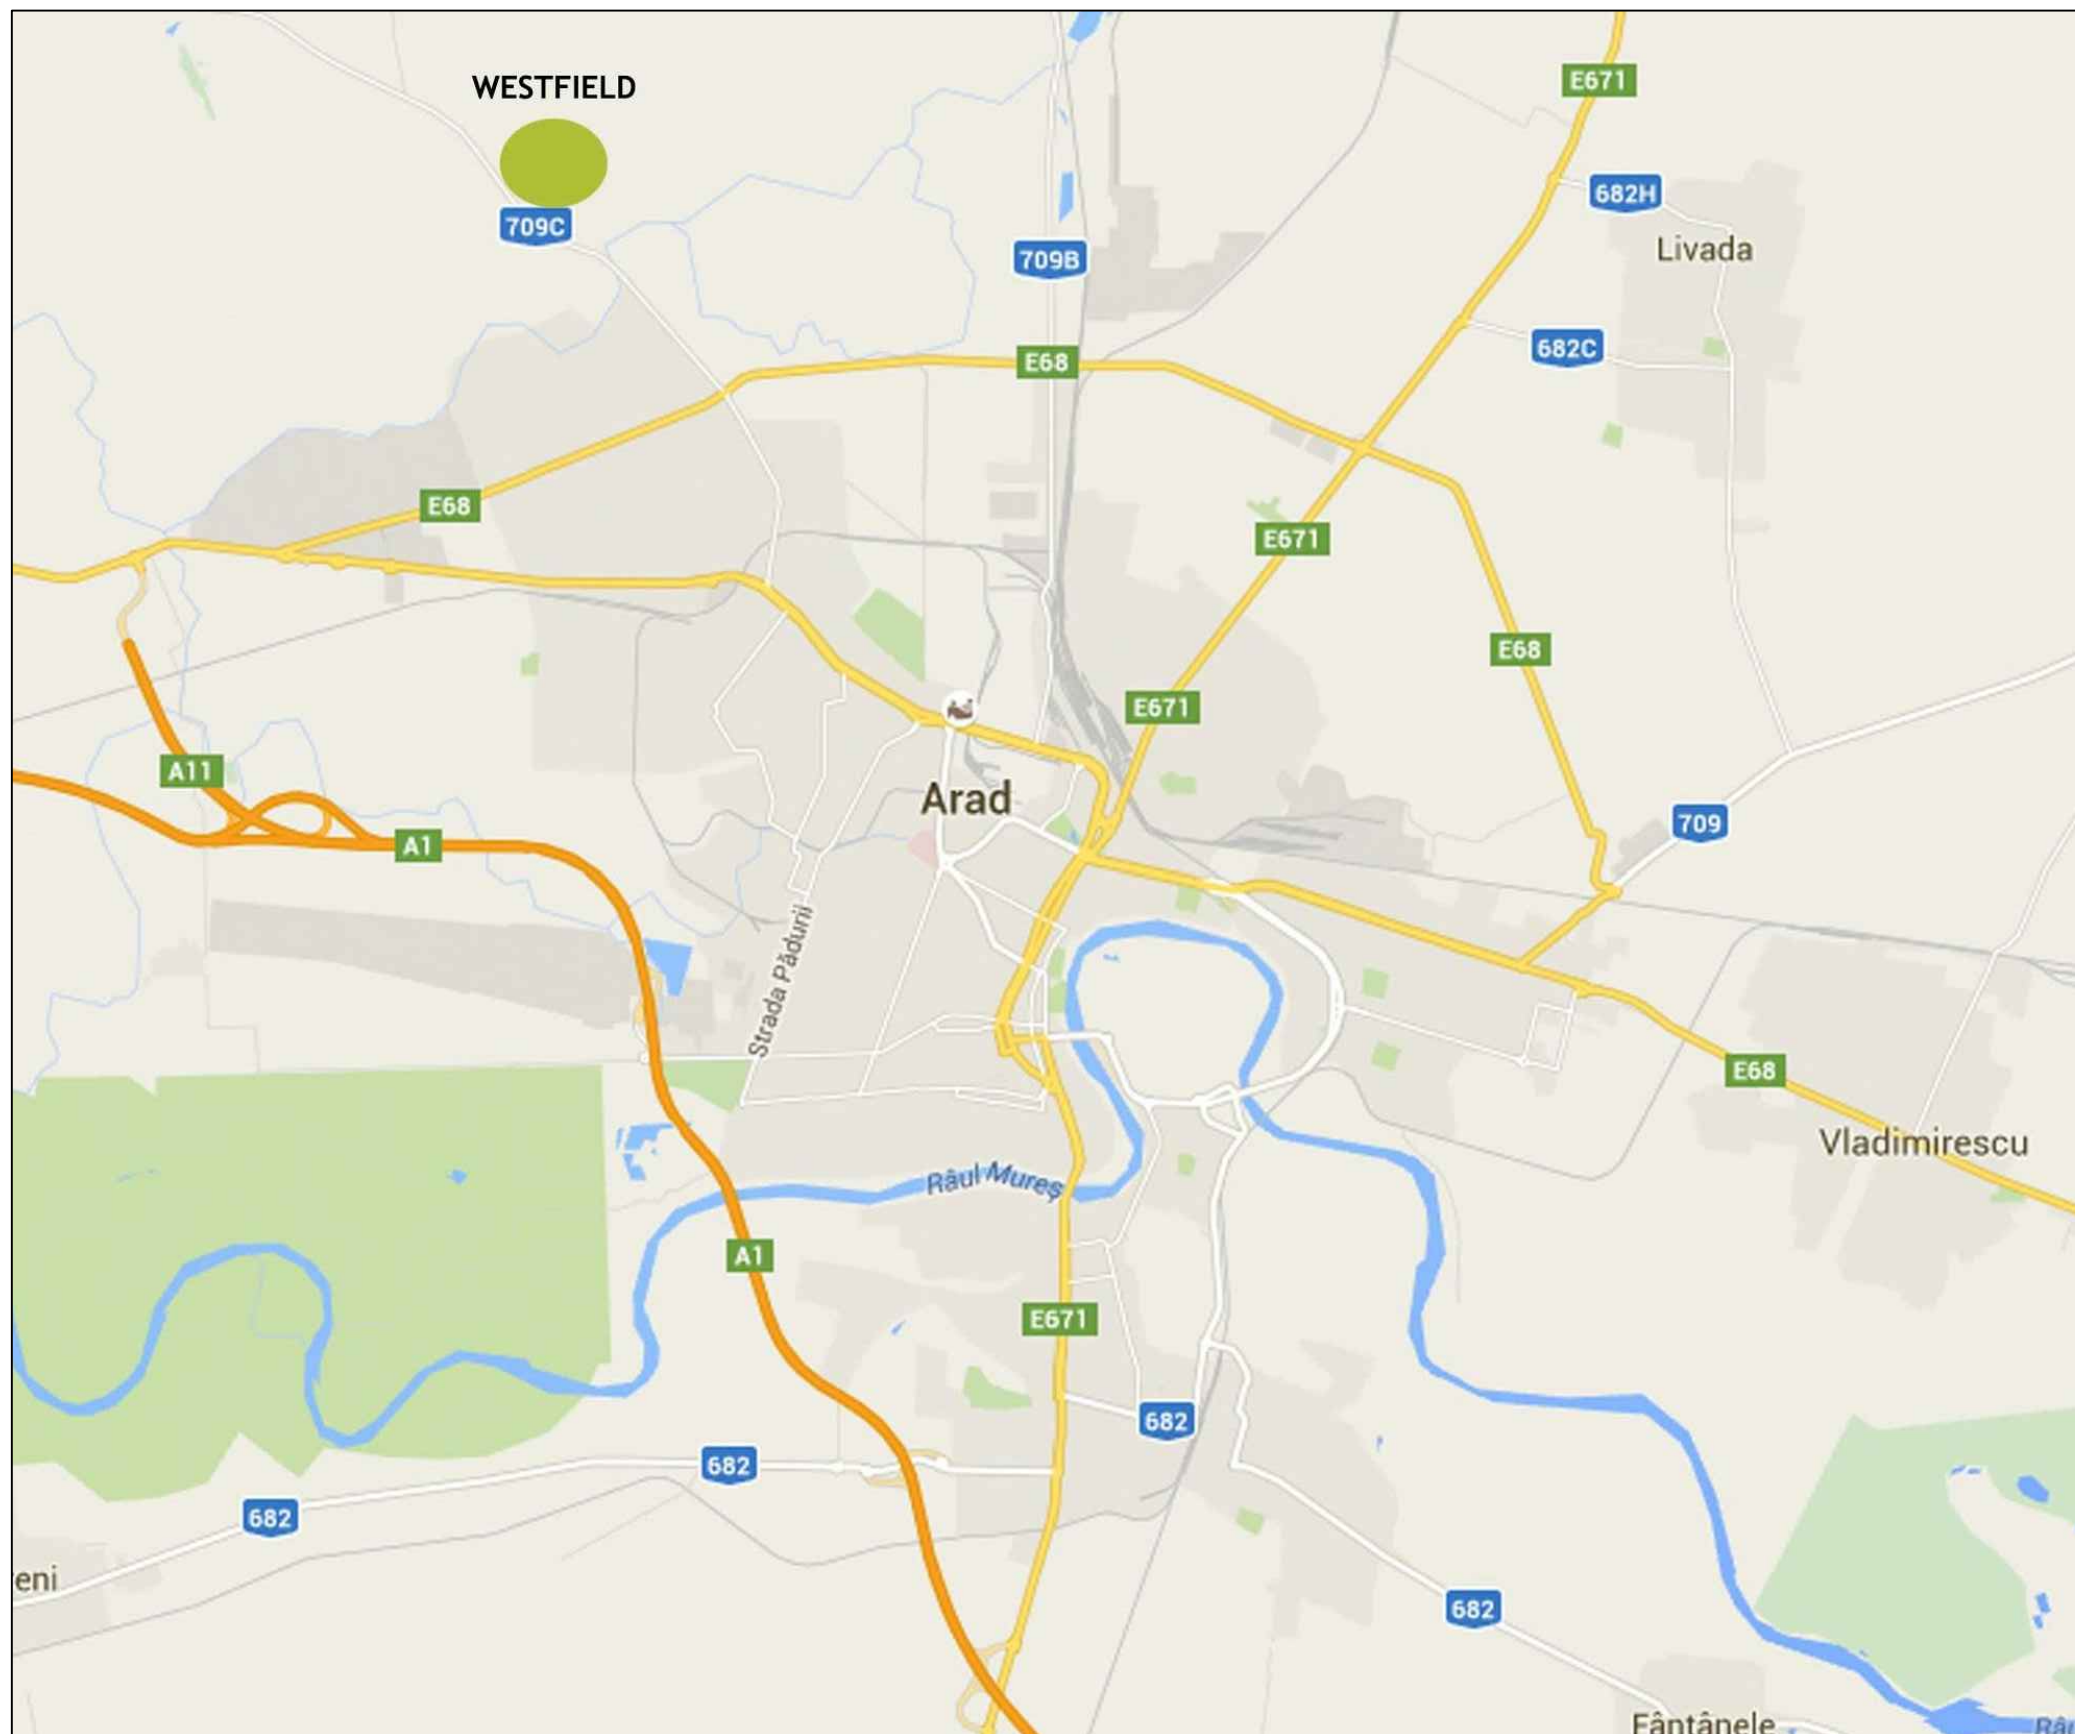 E671
WESTFIELD
682H
709C
Livada
709B
682C
E68
E68
E671
E68
E671
A11
Arad
709
A1
Strada Pădurii
E68
Vladimirescu
Râul Mureș
A1
E671
682
682
682
eni
682
Fântânele
Râu